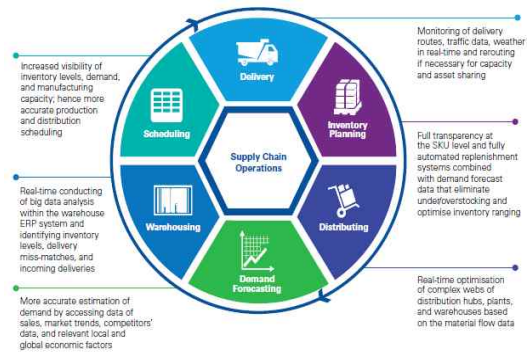 Monitoring of delivery
routes, traffic data, weather
in real-time and rerouting
if necessary for capacity
and asset sharing
Increased visibility of
inventory levels, demand,
and manufacturing
capacity; hence more
accurate production
and distribution
scheduling
Delivery
Scheduling
Inventory
Planning
Supply Chain
Operations
Full transparency at
the SKU level and fully
automated replenishment
systems combined
with demand forecast
data that eliminate
under/overstocking and
optimise inventory ranging
Real-time conducting
of big data analysis
within the warehouse
ERP system and
identifying inventory
levels, delivery
miss-matches, and
incoming deliveries
Warehousing
Distributing
Demand
Forecasting
Real-time optimisation
of complex webs of
distribution hubs, plants,
and warehouses based
on the material flow data
More accurate estimation of
demand by accessing data of
sales, market trends, competitors'
data, and relevant local and
global economic factors